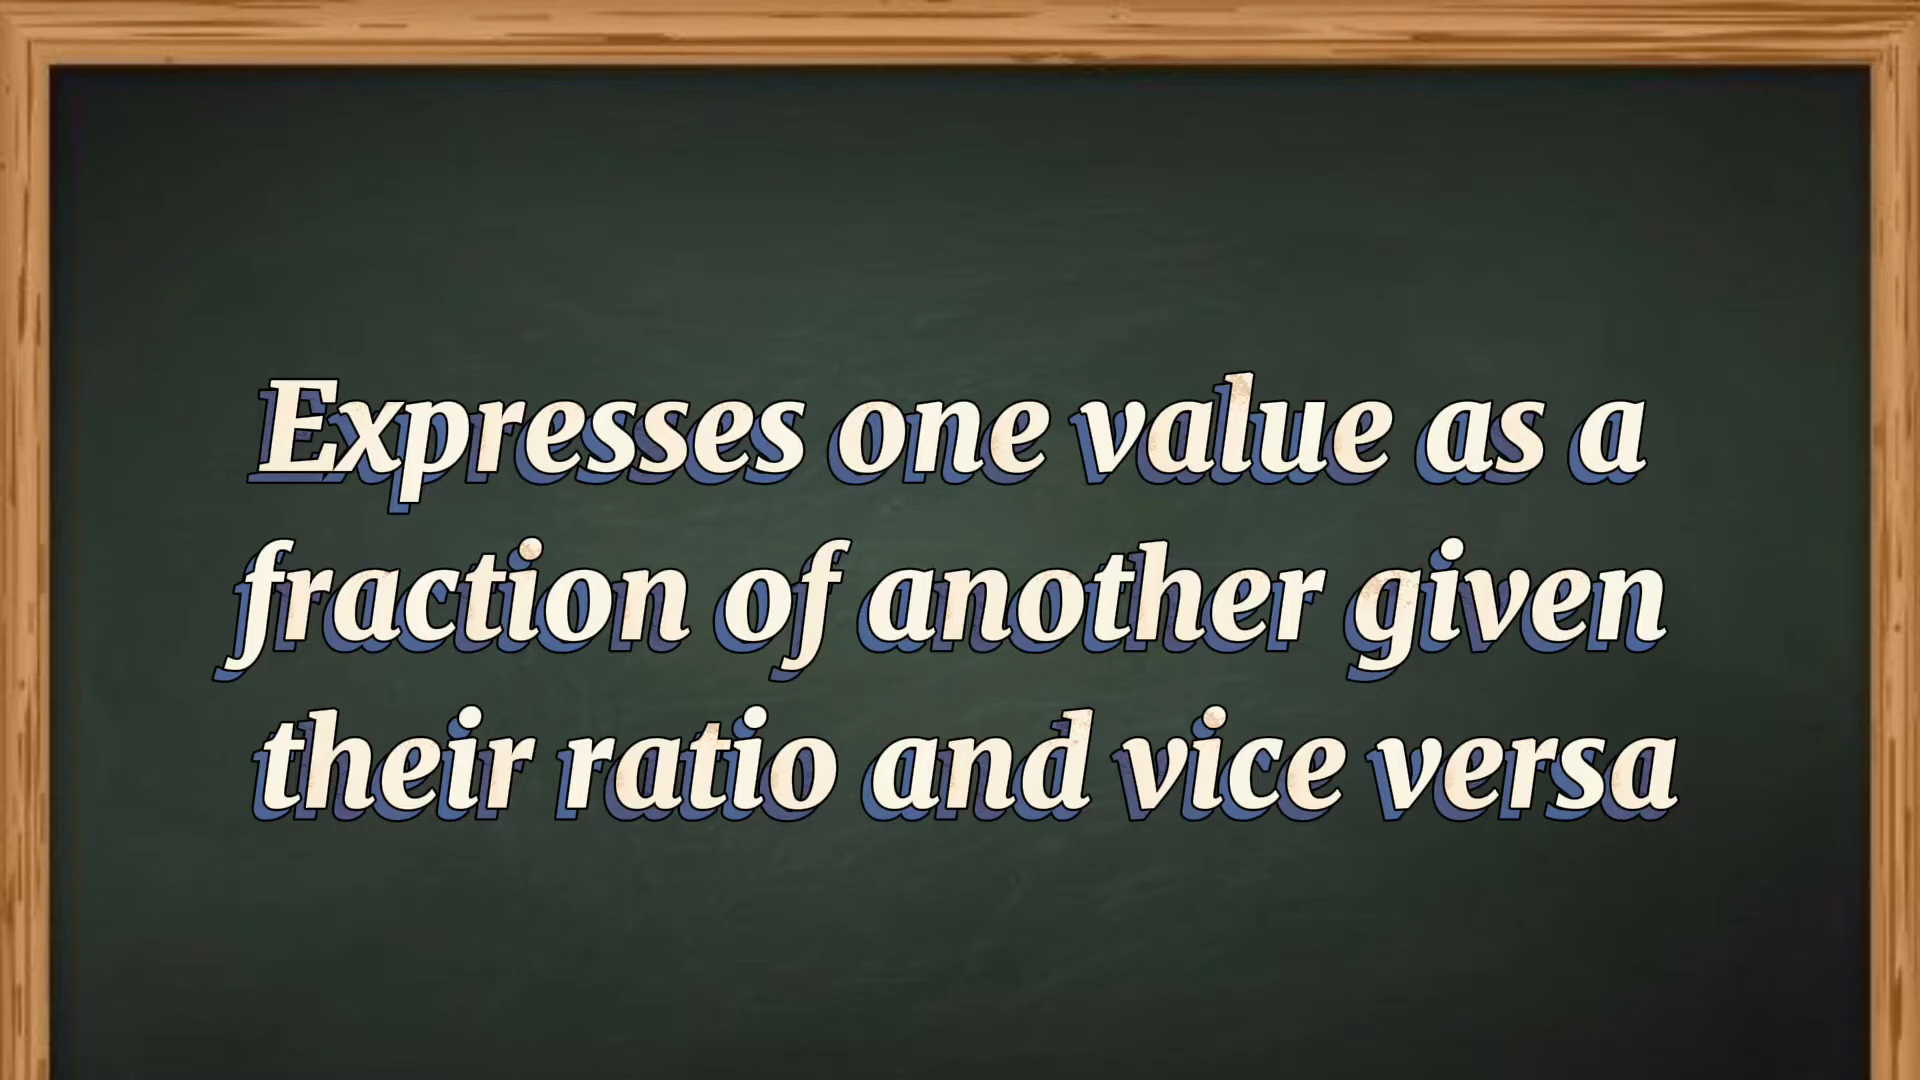 Expresses one value as a
fraction of another given
their ratio and vice versa